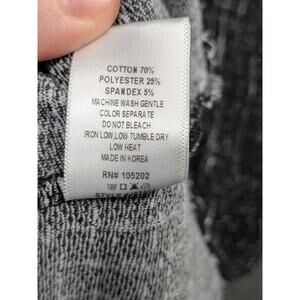 COTTON 70%
POLYESTER 25%
SPANDEX 5%
MACHINE WASH GENTLE
COLOR SEPARATE
DO NOT BLEACH
IRON LOW, LOW TUMBLE DRY
LOW HEAT
MADE IN KOREA
RN# 105202